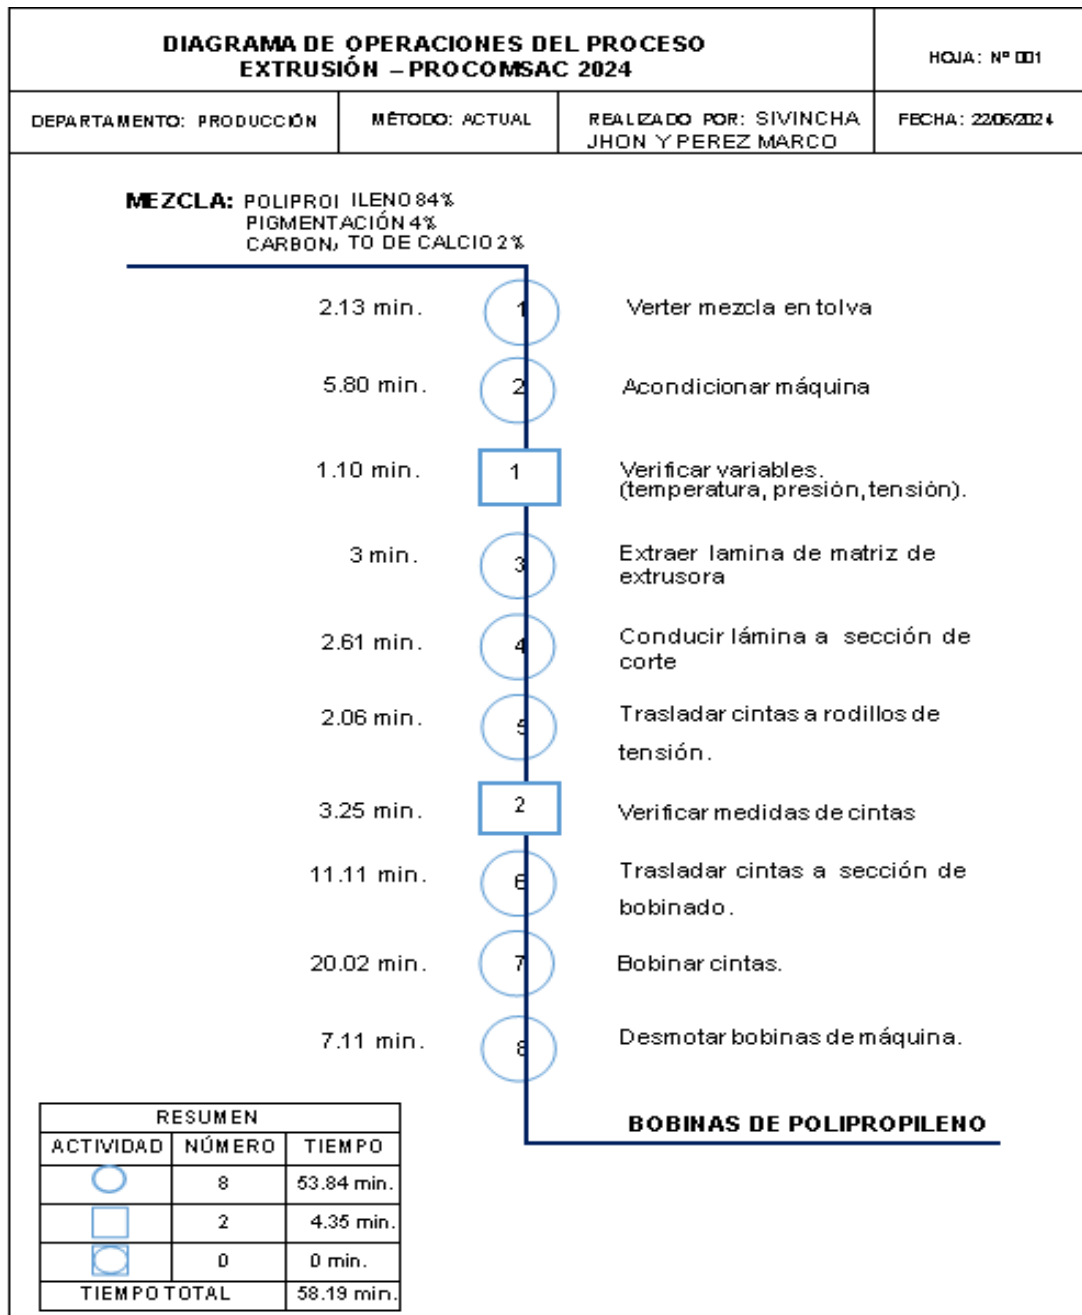 DIAGRAMA DE OPERACIONES DEL PROCESO
EXTRUSIÓN – PROCOMSAC 2024
HOJA: Nº 001
DEPARTAMENTO: PRODUCCIÓN
MÉTODO: ACTUAL
REALIZADO POR: SIVINCHA
JHON Y PEREZ MARCO
FECHA: 22/06/2024
MEZCLA: POLIPROI ILENO 84%
PIGMENTACIÓN 4%
CARBONA TO DE CALCIO 2%
2.13 min. 1 Verter mezcla en tolva
5.80 min. 2 Acondicionar máquina
1.10 min. 1 Verificar variables.
(temperatura, presión, tensión).
3 min. 3 Extraer lamina de matriz de
extrusora
2.61 min. 4 Conducir lámina a sección de
corte
2.06 min. 5 Trasladar cintas a rodillos de
tensión.
3.25 min. 2 Verificar medidas de cintas
11.11 min. 6 Trasladar cintas a sección de
bobinado.
20.02 min. 7 Bobinar cintas.
7.11 min. 8 Desmotar bobinas de máquina.
BOBINAS DE POLIPROPILENO
RESUMEN
ACTIVIDAD NÚMERO TIEMPO
8 53.84 min.
2 4.35 min.
0 0 min.
TIEMPO TOTAL 58.19 min.